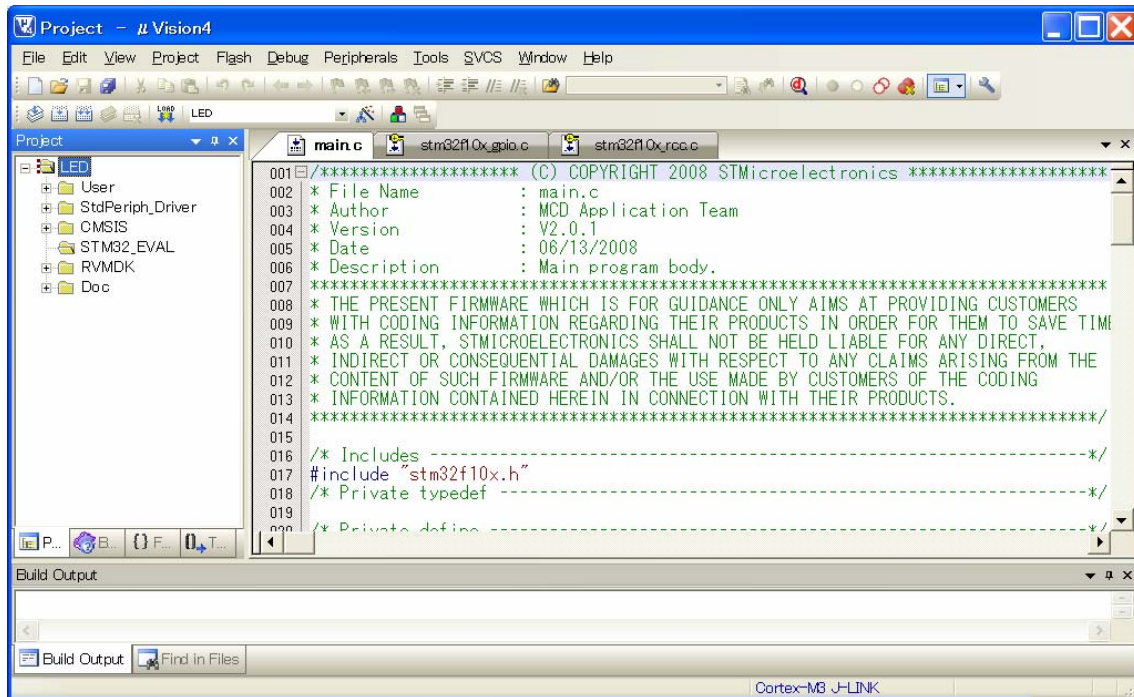 Project - μVision4
File Edit View Project Flash Debug Peripherals Tools SVCS Window Help
LOAD LED
Project
main.c stm32f10x_gpio.c stm32f10x_rcc.c
LED
User
StdPeriph_Driver
CMSIS
STM32_EVAL
RVMDK
Doc
P... B... {} F... T...
001 /******************** (C) COPYRIGHT 2008 STMicroelectronics ********************
002 * File Name : main.c
003 * Author : MCD Application Team
004 * Version : V2.0.1
005 * Date : 06/13/2008
006 * Description : Main program body.
007 ********************************************************************************
008 * THE PRESENT FIRMWARE WHICH IS FOR GUIDANCE ONLY AIMS AT PROVIDING CUSTOMERS
009 * WITH CODING INFORMATION REGARDING THEIR PRODUCTS IN ORDER FOR THEM TO SAVE TIME
010 * AS A RESULT, STMICROELECTRONICS SHALL NOT BE HELD LIABLE FOR ANY DIRECT,
011 * INDIRECT OR CONSEQUENTIAL DAMAGES WITH RESPECT TO ANY CLAIMS ARISING FROM THE
012 * CONTENT OF SUCH FIRMWARE AND/OR THE USE MADE BY CUSTOMERS OF THE CODING
013 * INFORMATION CONTAINED HEREIN IN CONNECTION WITH THEIR PRODUCTS.
014 *******************************************************************************/
015
016 /* Includes ------------------------------------------------------------------*/
017 #include "stm32f10x.h"
018 /* Private typedef -----------------------------------------------------------*/
019
020 /* Private define ------------------------------------------------------------*/
Build Output
Build Output Find in Files
Cortex-M3 J-LINK